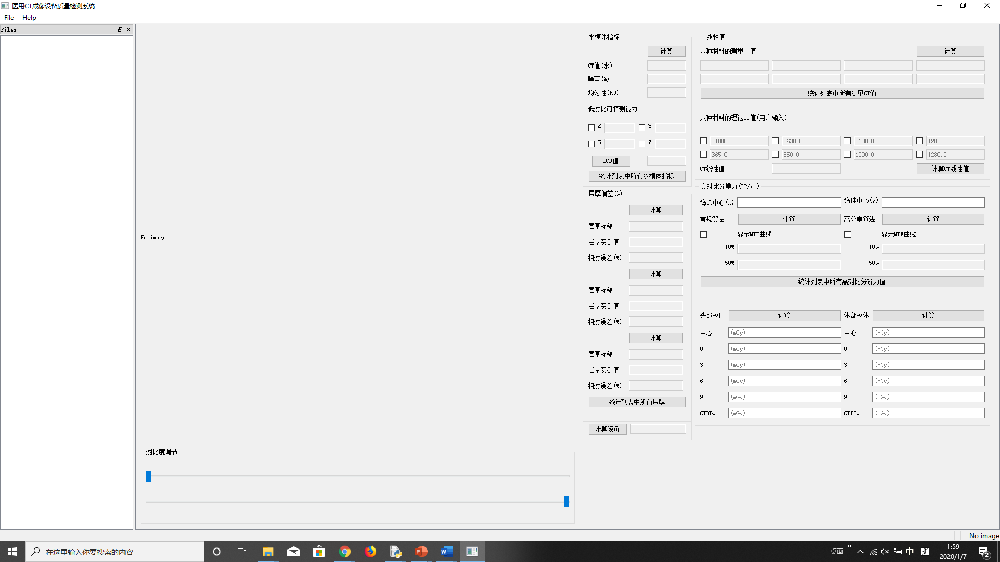 医用CT成像设备质量检测系统
File Help
Files
No image.
对比度调节
水模体指标
计算
CT值(水)
噪声(%)
均匀性(HU)
低对比可探测能力
2 3
5 7
LCD值
统计列表中所有水模体指标
层厚偏差(%)
计算
层厚标称
层厚实测值
相对误差(%)
计算
层厚标称
层厚实测值
相对误差(%)
计算
层厚标称
层厚实测值
相对误差(%)
统计列表中所有层厚
计算倾角
CT线性值
八种材料的测量CT值 计算
统计列表中所有测量CT值
八种材料的理论CT值(用户输入)
-1000.0 -630.0 -100.0 120.0
365.0 550.0 1000.0 1280.0
CT线性值 计算CT线性值
高对比分辨力(LP/cm)
钨珠中心(x) 钨珠中心(y)
常规算法 计算 高分辨算法 计算
显示MTF曲线 显示MTF曲线
10% 10%
50% 50%
统计列表中所有高对比分辨力值
头部模体 计算 体部模体 计算
中心 (mGy) 中心 (mGy)
0 (mGy) 0 (mGy)
3 (mGy) 3 (mGy)
6 (mGy) 6 (mGy)
9 (mGy) 9 (mGy)
CTDIw (mGy) CTDIw (mGy)
No image
在这里输入你要搜索的内容
桌面 » 中 拼 1:59
2020/1/7 2